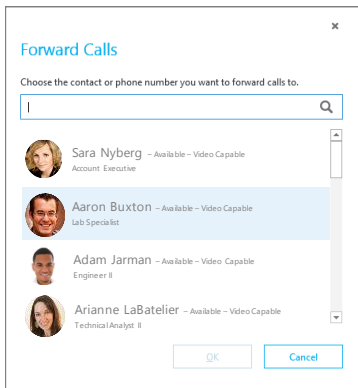 Forward Calls
Choose the contact or phone number you want to forward calls to.
Sara Nyberg – Available – Video Capable
Account Executive
Aaron Buxton – Available – Video Capable
Lab Specialist
Adam Jarman – Available – Video Capable
Engineer II
Arianne LaBatelier – Available – Video Capable
Technical Analyst II
OK Cancel